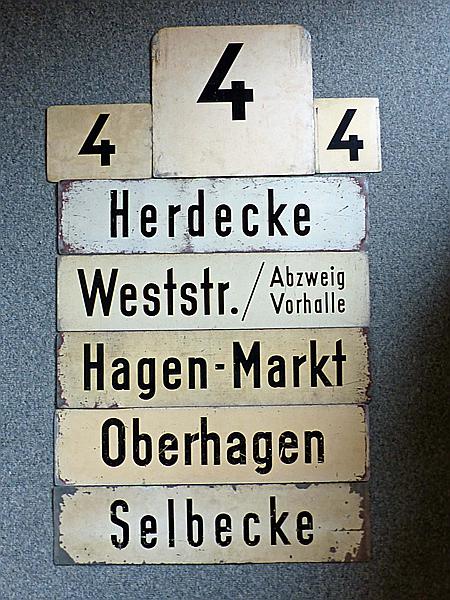 4
4 4
Herdecke
Weststr./ Abzweig
Vorhalle
Hagen-Markt
Oberhagen
Selbecke